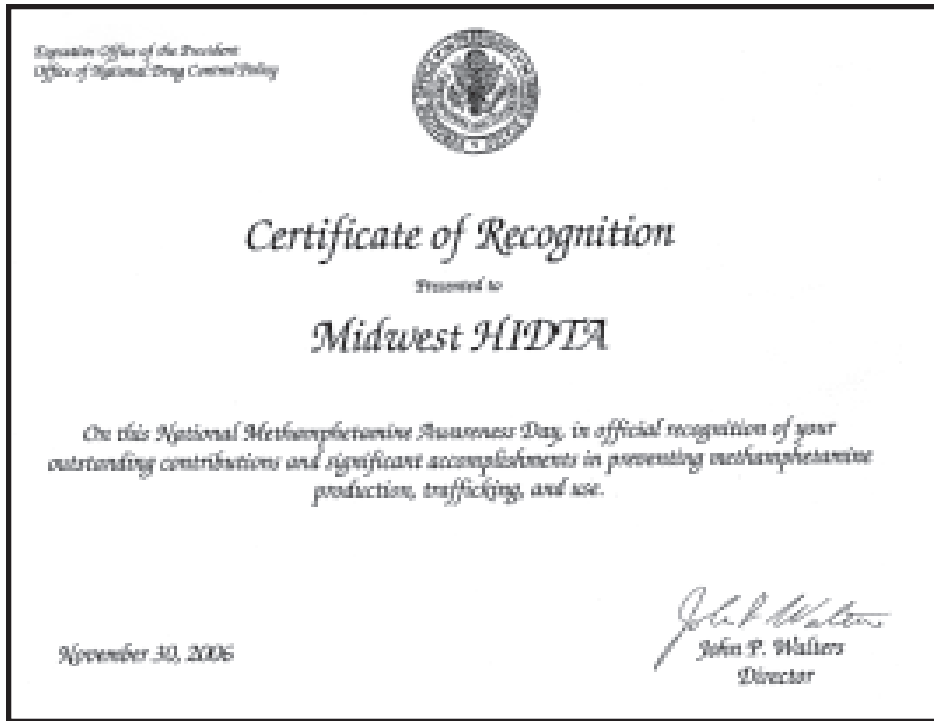 Executive Office of the President
Office of National Drug Control Policy
Certificate of Recognition
Presented to
Midwest HIDTA
On this National Methamphetamine Awareness Day, in official recognition of your
outstanding contributions and significant accomplishments in preventing methamphetamine
production, trafficking, and use.
John P. Walters
November 30, 2006
John P. Walters
Director